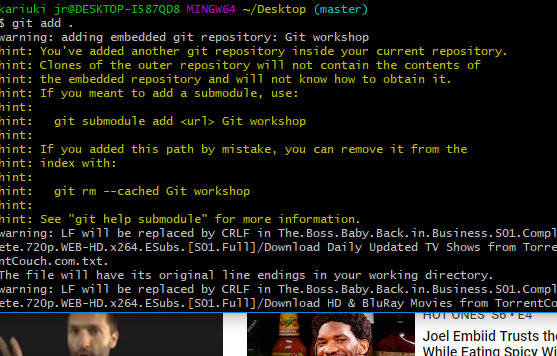 kariuki jr@DESKTOP-I587QD8 MINGW64 ~/Desktop (master)
$ git add .
warning: adding embedded git repository: Git workshop
hint: You've added another git repository inside your current repository.
hint: Clones of the outer repository will not contain the contents of
hint: the embedded repository and will not know how to obtain it.
hint: If you meant to add a submodule, use:
hint:
hint:   git submodule add <url> Git workshop
hint:
hint: If you added this path by mistake, you can remove it from the
hint: index with:
hint:
hint:   git rm --cached Git workshop
hint:
hint: See "git help submodule" for more information.
warning: LF will be replaced by CRLF in The.Boss.Baby.Back.in.Business.S01.Compl
ete.720p.WEB-HD.x264.ESubs.[S01.Full]/Download Daily Updated TV Shows from Torre
ntCouch.com.txt.
The file will have its original line endings in your working directory.
warning: LF will be replaced by CRLF in The.Boss.Baby.Back.in.Business.S01.Compl
ete.720p.WEB-HD.x264.ESubs.[S01.Full]/Download HD & BluRay Movies from TorrentCo
HOT ONES S6 • E4
Joel Embiid Trusts the
While Eating Spicy Wi